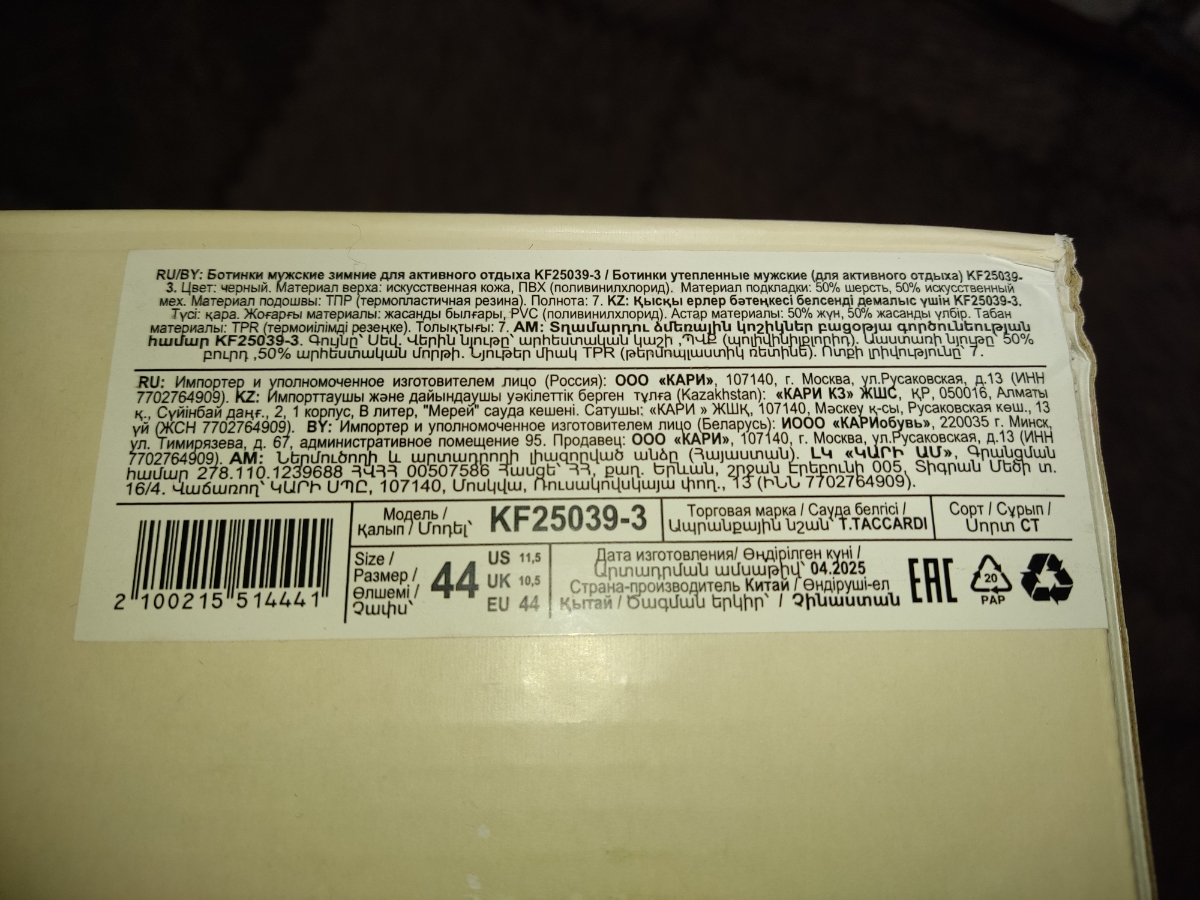 RU/BY: Ботинки мужские зимние для активного отдыха KF25039-3 / Ботинки утепленные мужские (для активного отдыха) KF25039-
3. Цвет: черный. Материал верха: искусственная кожа, ПВХ (поливинилхлорид). Материал подкладки: 50% шерсть, 50% искусственный
мех. Материал подошвы: ТПР (термопластичная резина). Полнота: 7. KZ: Қысқы ерлер бәтеңкесі белсенді демалыс үшін KF25039-3.
Түсі: қара. Жоғарғы материалы: жасанды былғары, PVC (поливинилхлорид). Астар материалы: 50% жүн, 50% жасанды үлбір. Табан
материалы: TPR (термоиілімді резеңке). Толықтығы: 7. AM: Տղամարդու ձմեռային կոշիկներ բացօթյա գործունեության
համար KF25039-3. Գույնը՝ Սեվ. Վերին նյութը՝ արհեստական կաշի ,ՊՎՔ (պոլիվինիլքլորիդ). Աստառի նյութը՝ 50%
բուրդ ,50% արհեստական մորթի. Նյութեր միակ TPR (թերմոպլաստիկ ռետինե). Ոտքի լրիվությունը՝ 7.
RU: Импортер и уполномоченное изготовителем лицо (Россия): ООО «КАРИ», 107140, г. Москва, ул.Русаковская, д.13 (ИНН
7702764909). KZ: Импорттаушы және дайындаушы уәкілеттік берген тұлға (Kazakhstan): «КАРИ КЗ» ЖШС, ҚР, 050016, Алматы
қ., Сүйінбай даңғ., 2, 1 корпус, В литер, "Мерей" сауда кешені. Сатушы: «КАРИ » ЖШҚ, 107140, Мәскеу қ-сы, Русаковская көш., 13
үй (ЖСН 7702764909). BY: Импортер и уполномоченное изготовителем лицо (Беларусь): ИООО «КАРИобувь», 220035 г. Минск,
ул. Тимирязева, д. 67, административное помещение 95. Продавец: ООО «КАРИ», 107140, г. Москва, ул.Русаковская, д.13 (ИНН
7702764909). AM: Ներմուծողի և արտադրողի լիազորված անձը (Հայաստան). ԼԿ «ԿԱՐԻ ԱՄ», Գրանցման
համար 278.110.1239688 ՀՎՀՀ 00507586 Հասցե՝ ՀՀ, քաղ. Երևան, շրջան Էրեբունի 005, Տիգրան Մեծի պ.
16/4. Վաճառող՝ ԿԱՐԻ ՍՊԸ, 107140, Մոսկվա, Ռուսակովսկայա փող., 13 (ԻՆՆ 7702764909).
2 100215 514441
Модель /
Қалып / Մոդել՝
KF25039-3
Торговая марка / Сауда белгісі /
Ապրանքային նշան՝ T.TACCARDI
Сорт / Сұрып /
Սորտ СТ
Size /
Размер /
Өлшемі /
Չափս՝
44
US 11,5
UK 10,5
EU 44
Дата изготовления/ Өндірілген күні /
Արտադրման ամսաթիվ՝ 04.2025
Страна-производитель Китай / Өндіруші-ел
Қытай / Ծագման երկիր՝ / Չինաստան
EAC
20
PAP